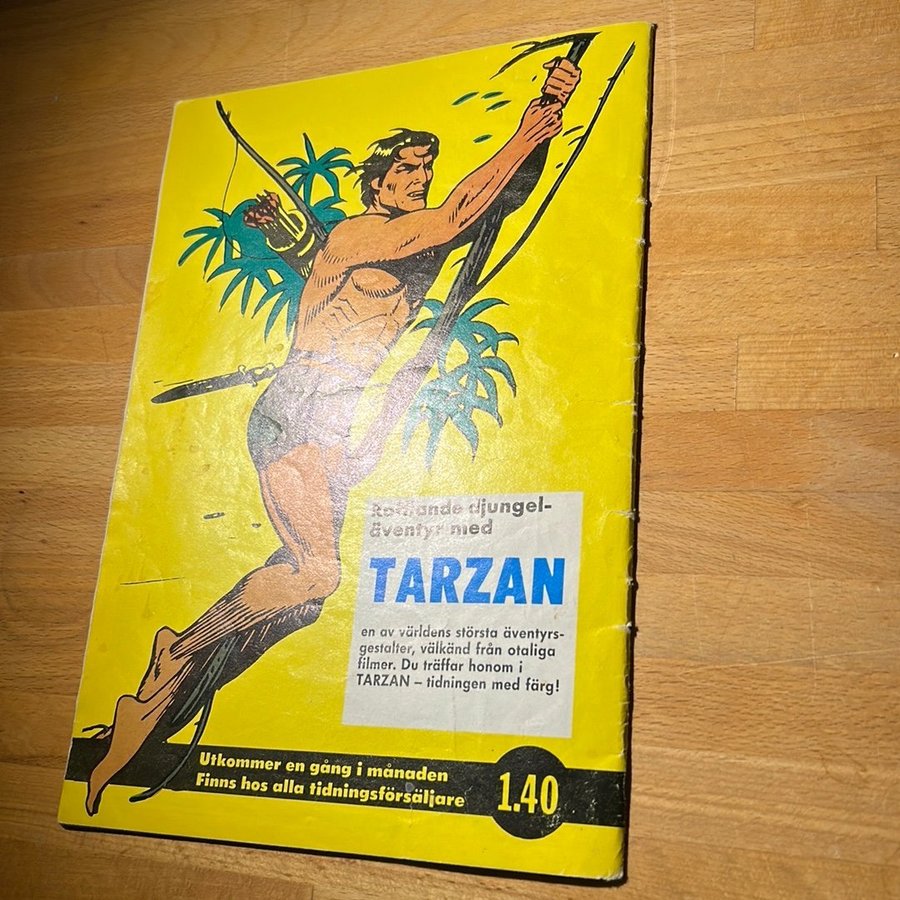 Rafflande djungel-
äventyr med
TARZAN
en av världens största äventyrs-
gestalter, välkänd från otaliga
filmer. Du träffar honom i
TARZAN – tidningen med färg!
Utkommer en gång i månaden
Finns hos alla tidningsförsäljare
1.40